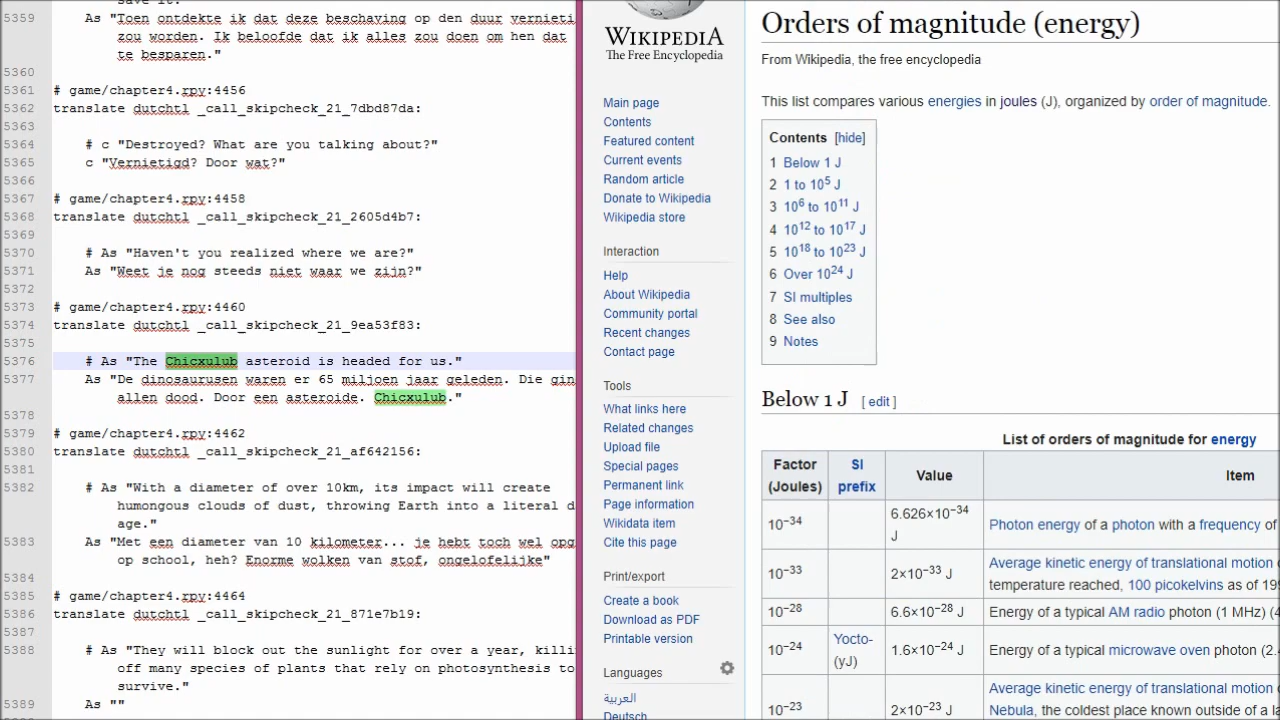 save it."
5359 As "Toen ontdekte ik dat deze beschaving op den duur vernieti
zou worden. Ik beloofde dat ik alles zou doen om hen dat
te besparen."
5360
5361 # game/chapter4.rpy:4456
5362 translate dutchtl _call_skipcheck_21_7dbd87da:
5363
5364 # c "Destroyed? What are you talking about?"
5365 c "Vernietigd? Door wat?"
5366
5367 # game/chapter4.rpy:4458
5368 translate dutchtl _call_skipcheck_21_2605d4b7:
5369
5370 # As "Haven't you realized where we are?"
5371 As "Weet je nog steeds niet waar we zijn?"
5372
5373 # game/chapter4.rpy:4460
5374 translate dutchtl _call_skipcheck_21_9ea53f83:
5375
5376 # As "The Chicxulub asteroid is headed for us."
5377 As "De dinosaurusen waren er 65 miljoen jaar geleden. Die gin
allen dood. Door een asteroide. Chicxulub."
5378
5379 # game/chapter4.rpy:4462
5380 translate dutchtl _call_skipcheck_21_af642156:
5381
5382 # As "With a diameter of over 10km, its impact will create
humongous clouds of dust, throwing Earth into a literal d
age."
5383 As "Met een diameter van 10 kilometer... je hebt toch wel opg
op school, heh? Enorme wolken van stof, ongelofelijke"
5384
5385 # game/chapter4.rpy:4464
5386 translate dutchtl _call_skipcheck_21_871e7b19:
5387
5388 # As "They will block out the sunlight for over a year, killi
off many species of plants that rely on photosynthesis to
survive."
5389 As ""
WIKIPEDIA
The Free Encyclopedia
Main page
Contents
Featured content
Current events
Random article
Donate to Wikipedia
Wikipedia store
Interaction
Help
About Wikipedia
Community portal
Recent changes
Contact page
Tools
What links here
Related changes
Upload file
Special pages
Permanent link
Page information
Wikidata item
Cite this page
Print/export
Create a book
Download as PDF
Printable version
Languages
العربية
Deutsch
Orders of magnitude (energy)
From Wikipedia, the free encyclopedia
This list compares various energies in joules (J), organized by order of magnitude.
Contents [hide]
1 Below 1 J
2 1 to 10⁵ J
3 10⁶ to 10¹¹ J
4 10¹² to 10¹⁷ J
5 10¹⁸ to 10²³ J
6 Over 10²⁴ J
7 SI multiples
8 See also
9 Notes
Below 1 J [ edit ]
List of orders of magnitude for energy
Factor (Joules) SI prefix Value Item
10⁻³⁴ 6.626×10⁻³⁴ J Photon energy of a photon with a frequency of
10⁻³³ 2×10⁻³³ J Average kinetic energy of translational motion
temperature reached, 100 picokelvins as of 199
10⁻²⁸ 6.6×10⁻²⁸ J Energy of a typical AM radio photon (1 MHz) (4
10⁻²⁴ Yocto- (yJ) 1.6×10⁻²⁴ J Energy of a typical microwave oven photon (2.
10⁻²³ 2×10⁻²³ J Average kinetic energy of translational motion
Nebula, the coldest place known outside of a l